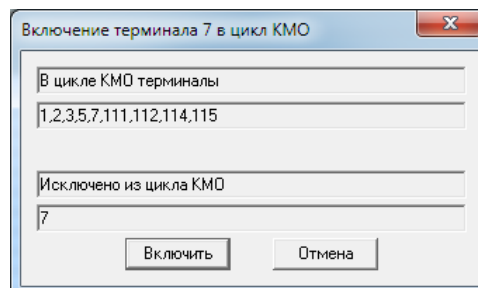 Включение терминала 7 в цикл КМО
В цикле КМО терминалы
1,2,3,5,7,111,112,114,115
Исключено из цикла КМО
7
Включить Отмена